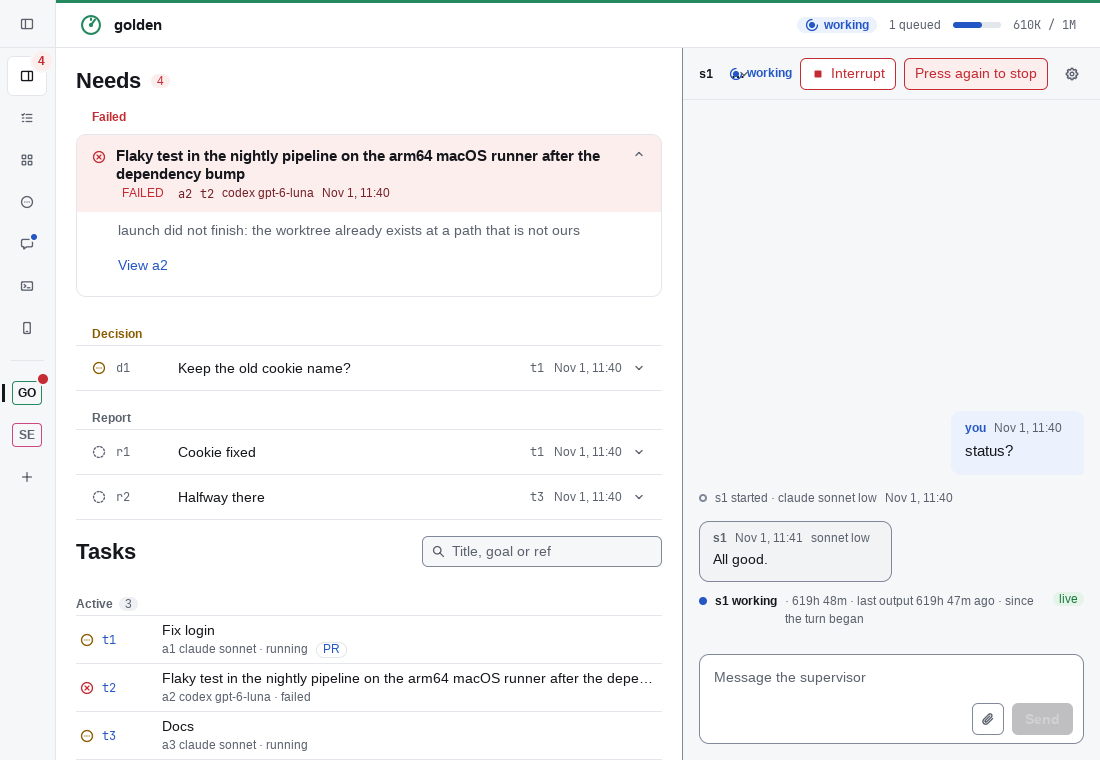 golden
working
1 queued
610K / 1M
4
GO
SE
Needs 4
Failed
Flaky test in the nightly pipeline on the arm64 macOS runner after the
dependency bump
FAILED a2 t2 codex gpt-6-luna Nov 1, 11:40
launch did not finish: the worktree already exists at a path that is not ours
View a2
Decision
d1 Keep the old cookie name? t1 Nov 1, 11:40
Report
r1 Cookie fixed t1 Nov 1, 11:40
r2 Halfway there t3 Nov 1, 11:40
Tasks
Title, goal or ref
Active 3
t1 Fix login
a1 claude sonnet · running PR
t2 Flaky test in the nightly pipeline on the arm64 macOS runner after the depe…
a2 codex gpt-6-luna · failed
t3 Docs
a3 claude sonnet · running
s1 working Interrupt Press again to stop
you Nov 1, 11:40
status?
s1 started · claude sonnet low Nov 1, 11:40
s1 Nov 1, 11:41 sonnet low
All good.
s1 working · 619h 48m · last output 619h 47m ago · since live
the turn began
Message the supervisor
Send